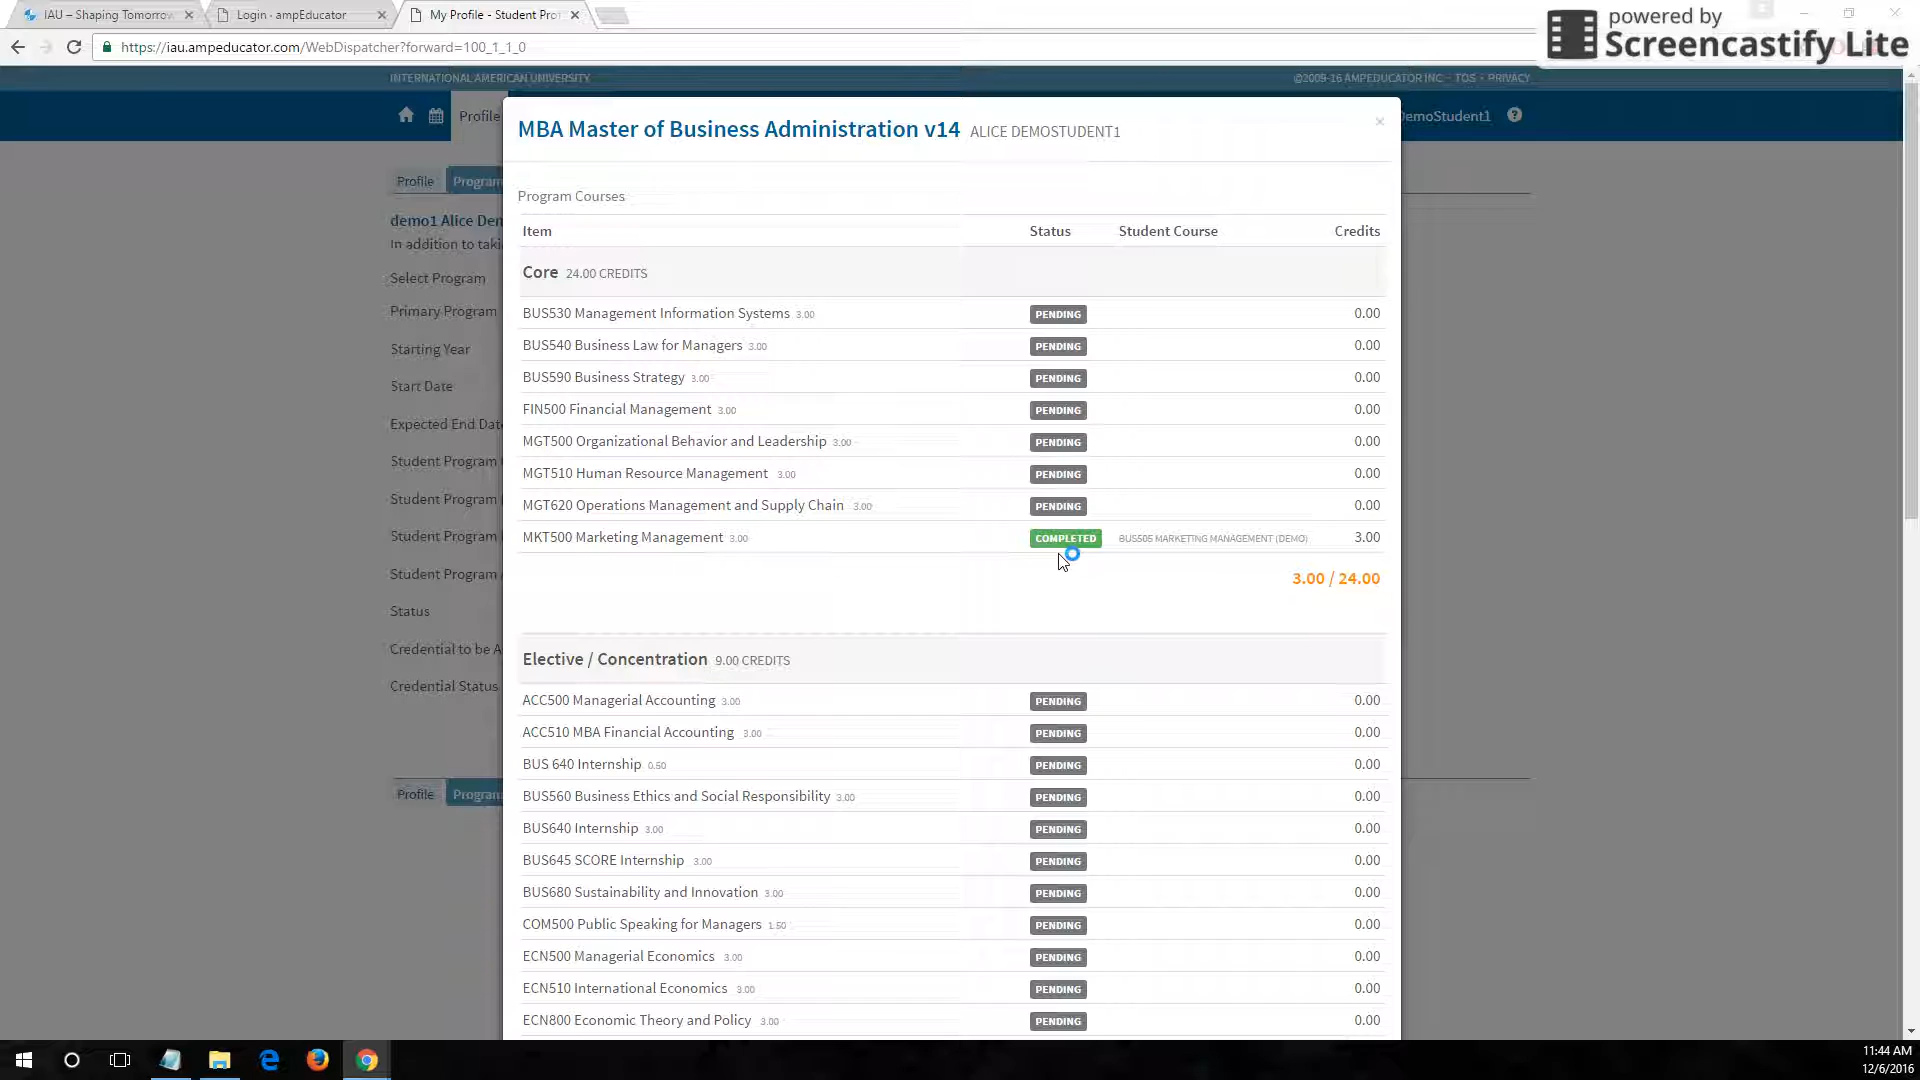 IAU – Shaping Tomorrow
Login - ampEducator
My Profile - Student Pro
powered by
Screencastify Lite
https://iau.ampeducator.com/WebDispatcher?forward=100_1_1_0
INTERNATIONAL AMERICAN UNIVERSITY
©2009-16 AMPEDUCATOR INC - TOS - PRIVACY
Profile
DemoStudent1
MBA Master of Business Administration v14 ALICE DEMOSTUDENT1
Profile
Program
Program Courses
demo1 Alice Dem
In addition to taki
Item Status Student Course Credits
Select Program
Core 24.00 CREDITS
Primary Program
BUS530 Management Information Systems 3.00 PENDING 0.00
Starting Year
BUS540 Business Law for Managers 3.00 PENDING 0.00
Start Date
BUS590 Business Strategy 3.00 PENDING 0.00
Expected End Date
FIN500 Financial Management 3.00 PENDING 0.00
Student Program
MGT500 Organizational Behavior and Leadership 3.00 PENDING 0.00
Student Program
MGT510 Human Resource Management 3.00 PENDING 0.00
Student Program
MGT620 Operations Management and Supply Chain 3.00 PENDING 0.00
Student Program
MKT500 Marketing Management 3.00 COMPLETED BUS505 MARKETING MANAGEMENT (DEMO) 3.00
3.00 / 24.00
Status
Credential to be A
Elective / Concentration 9.00 CREDITS
Credential Status
ACC500 Managerial Accounting 3.00 PENDING 0.00
ACC510 MBA Financial Accounting 3.00 PENDING 0.00
BUS 640 Internship 0.50 PENDING 0.00
Profile
Program
BUS560 Business Ethics and Social Responsibility 3.00 PENDING 0.00
BUS640 Internship 3.00 PENDING 0.00
BUS645 SCORE Internship 3.00 PENDING 0.00
BUS680 Sustainability and Innovation 3.00 PENDING 0.00
COM500 Public Speaking for Managers 1.50 PENDING 0.00
ECN500 Managerial Economics 3.00 PENDING 0.00
ECN510 International Economics 3.00 PENDING 0.00
ECN800 Economic Theory and Policy 3.00 PENDING 0.00
11:44 AM
12/6/2016